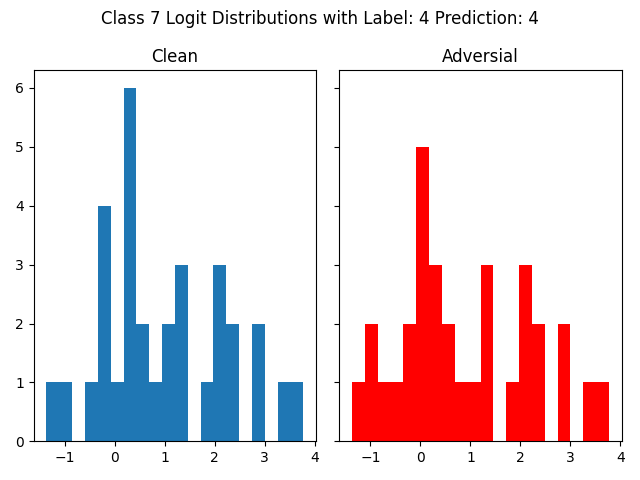 Class 7 Logit Distributions with Label: 4 Prediction: 4
Clean
Adversial
6
5
4
3
2
1
0
−1 0 1 2 3 4
−1 0 1 2 3 4